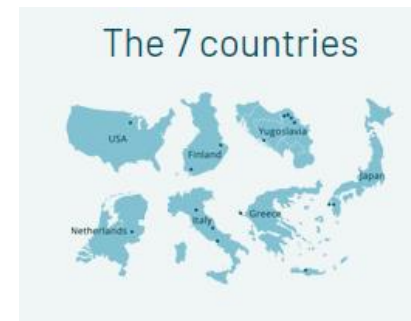 The 7 countries
USA
Finland
Yugoslavia
Japan
Netherlands
Italy
Greece